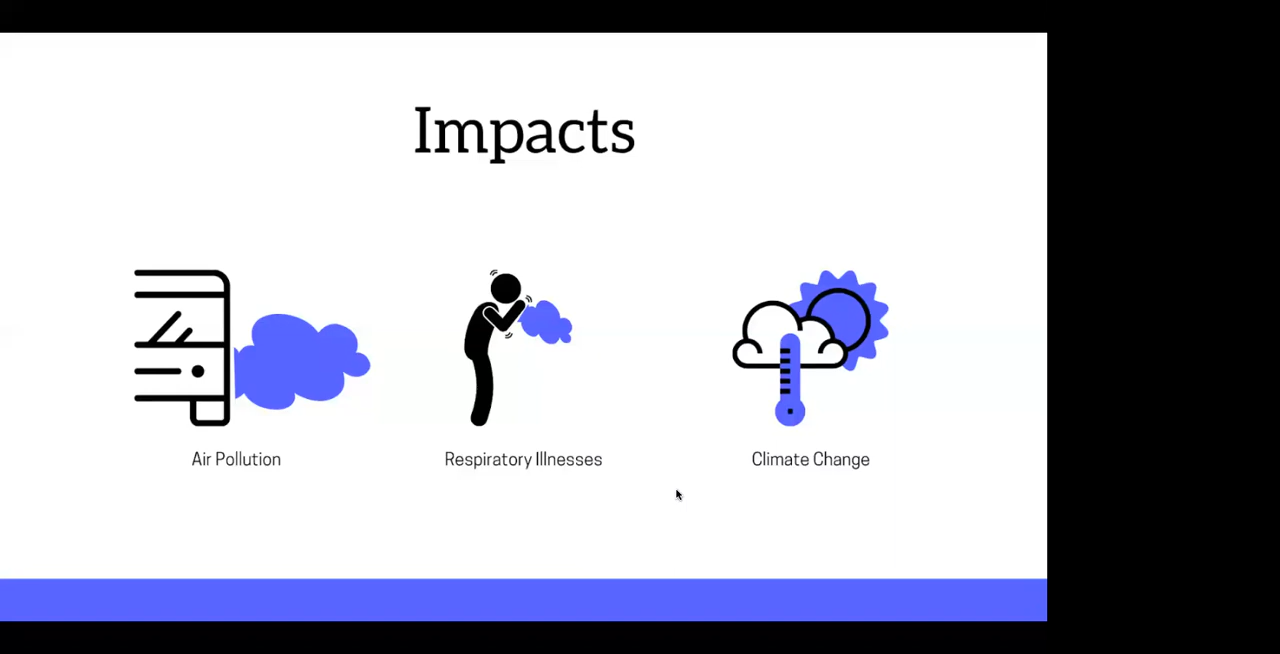 Impacts
Air Pollution
Respiratory Illnesses
Climate Change